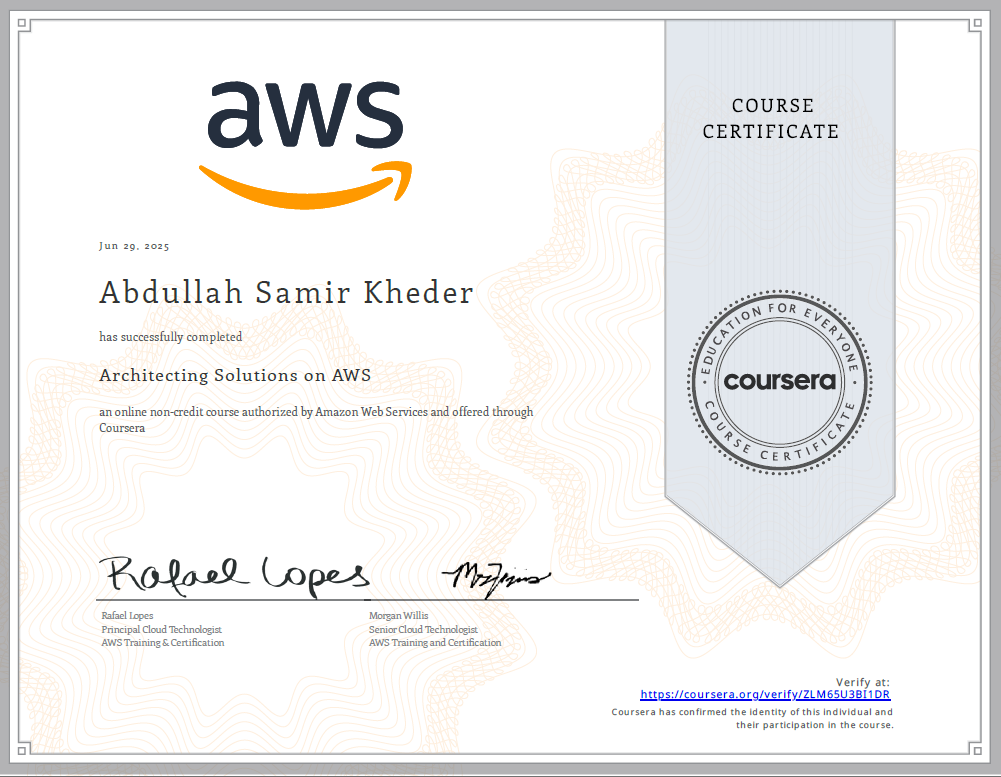 aws
COURSE
CERTIFICATE
Jun 29, 2025
Abdullah Samir Kheder
has successfully completed
Architecting Solutions on AWS
an online non-credit course authorized by Amazon Web Services and offered through
Coursera
EDUCATION FOR EVERYONE
coursera
COURSE CERTIFICATE
Rafael Lopes
Rafael Lopes
Principal Cloud Technologist
AWS Training & Certification
Morgan Willis
Senior Cloud Technologist
AWS Training and Certification
Verify at:
https://coursera.org/verify/ZLM65U3BI1DR
Coursera has confirmed the identity of this individual and
their participation in the course.